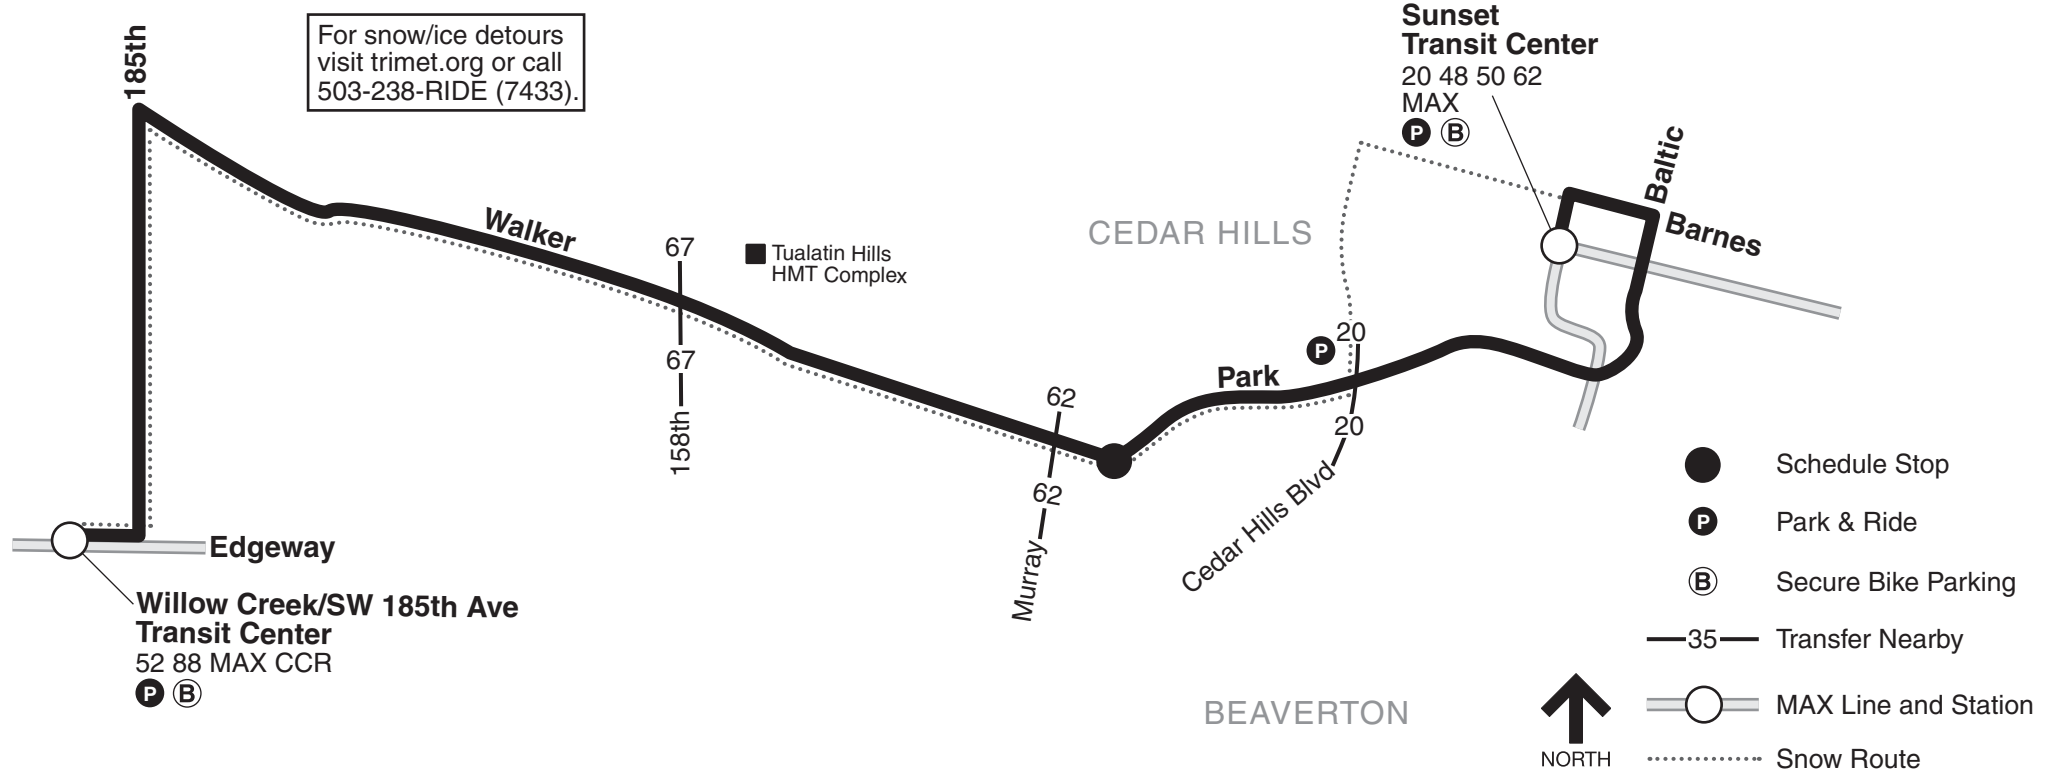 185th
For snow/ice detours
visit trimet.org or call
503-238-RIDE (7433).
Sunset
Transit Center
20 48 50 62
MAX
P B
Baltic
Barnes
Walker
67
Tualatin Hills
HMT Complex
67
158th
CEDAR HILLS
P
20
Park
20
Cedar Hills Blvd
62
62
Murray
Edgeway
Willow Creek/SW 185th Ave
Transit Center
52 88 MAX CCR
P B
BEAVERTON
NORTH
Schedule Stop
P Park & Ride
B Secure Bike Parking
35 Transfer Nearby
MAX Line and Station
Snow Route